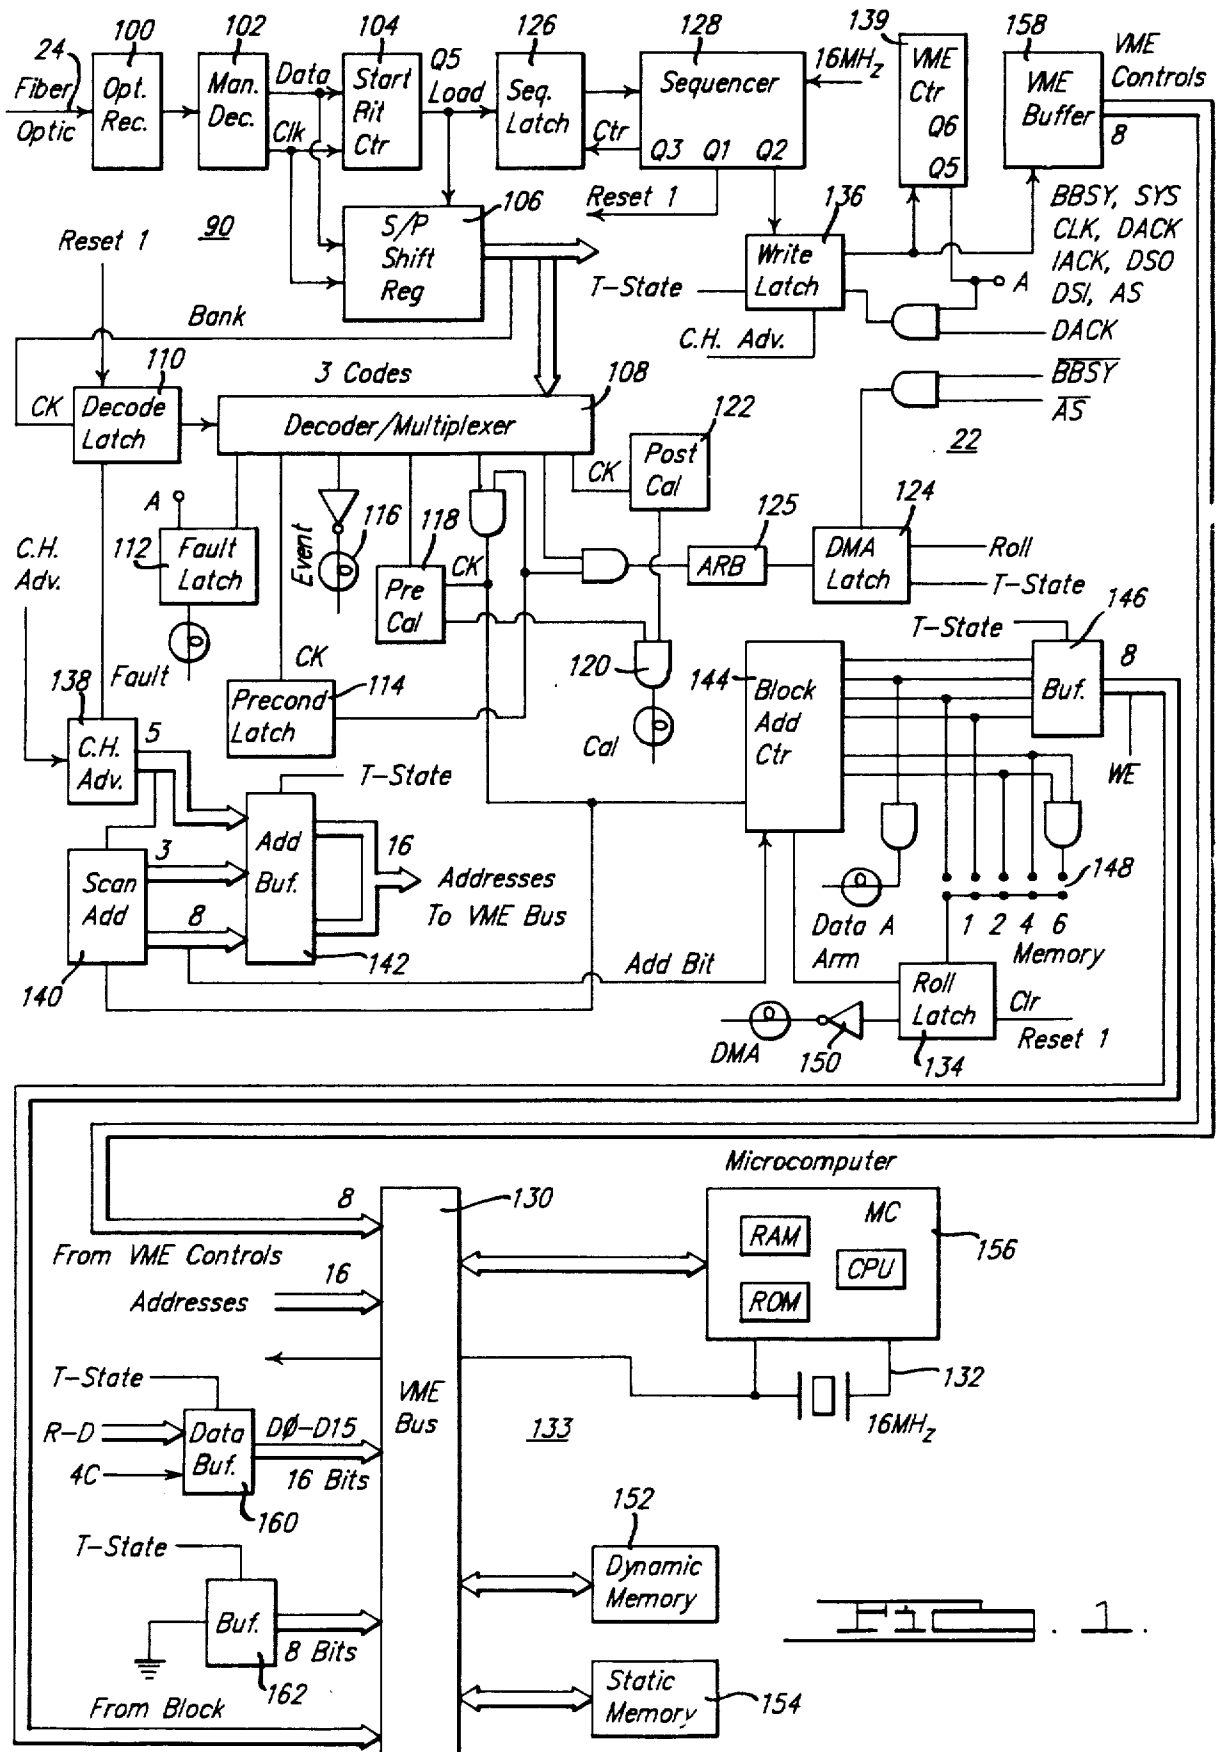 100
102
104
126
128
139
158
24
Fiber
Optic
Opt.
Rec.
Man.
Dec.
Data
Clk
Start
Bit
Ctr
Q5
Load
Seq.
Latch
Ctr
Sequencer
Q3 Q1 Q2
16MHz
VME
Ctr
Q6
Q5
VME
Buffer
VME
Controls
8
Reset 1
90
S/P
Shift
Reg
106
Reset 1
136
Write
Latch
T-State
C.H. Adv.
A
BBSY, SYS
CLK, DACK
IACK, DSO
DSI, AS
DACK
BBSY
AS
22
Bank
110
3 Codes
108
CK
Decode
Latch
Decoder/Multiplexer
122
CK
Post
Cal
A
C.H.
Adv.
112
Fault
Latch
Fault
Event
116
118
CK
Pre
Cal
125
ARB
124
DMA
Latch
Roll
T-State
T-State
146
8
Buf.
WE
CK
114
Precond
Latch
120
Cal
144
Block
Add
Ctr
138
C.H.
Adv.
5
T-State
3
Scan
Add
8
140
Add
Buf.
142
16
Addresses
To VME Bus
Add Bit
Data A
Arm
148
1 2 4 6
Memory
Roll
Latch
Clr
Reset 1
134
DMA
150
Microcomputer
8
130
MC
RAM
CPU
ROM
156
From VME Controls
16
Addresses
132
T-State
R-D
4C
Data
Buf.
DØ-D15
16 Bits
160
VME
Bus
133
16MHz
T-State
Buf.
8 Bits
162
From Block
152
Dynamic
Memory
Static
Memory
154